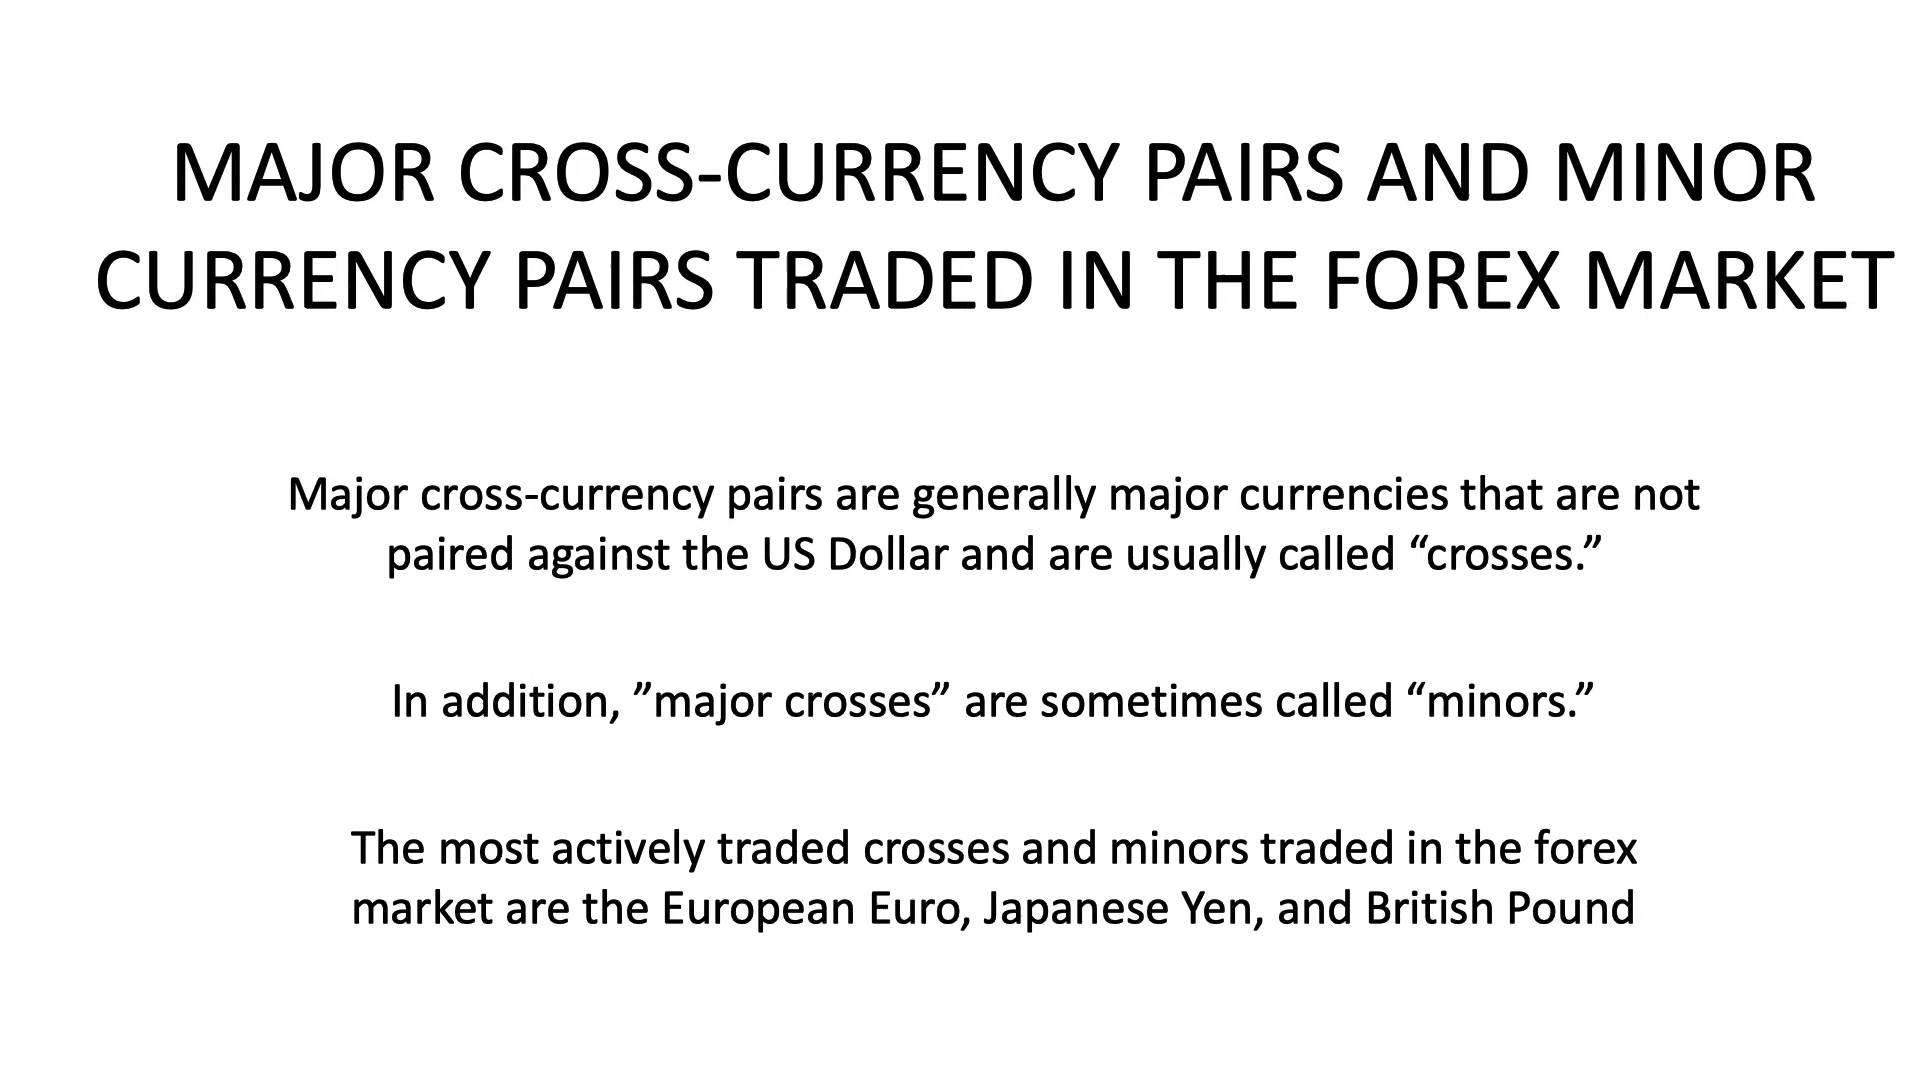 MAJOR CROSS-CURRENCY PAIRS AND MINOR
CURRENCY PAIRS TRADED IN THE FOREX MARKET
Major cross-currency pairs are generally major currencies that are not
paired against the US Dollar and are usually called “crosses.”
In addition, ”major crosses” are sometimes called “minors.”
The most actively traded crosses and minors traded in the forex
market are the European Euro, Japanese Yen, and British Pound